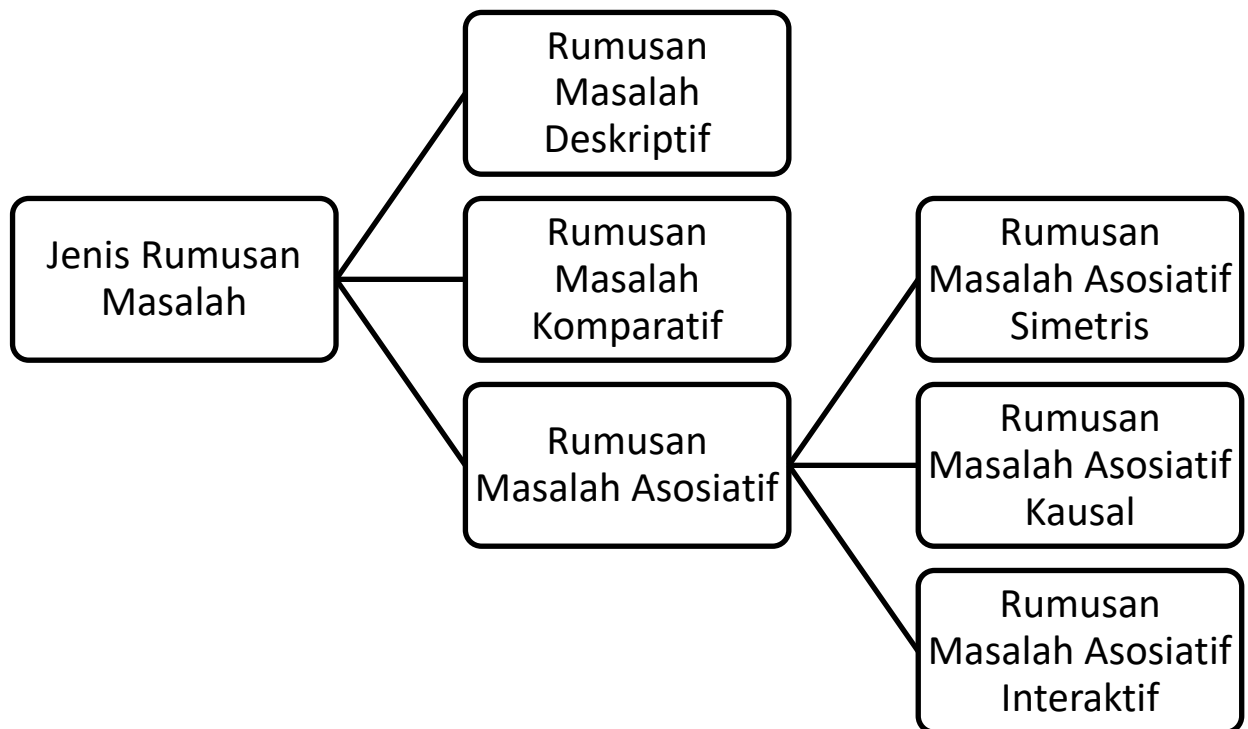 Jenis Rumusan
Masalah
Rumusan
Masalah
Deskriptif
Rumusan
Masalah
Komparatif
Rumusan
Masalah Asosiatif
Rumusan
Masalah Asosiatif
Simetris
Rumusan
Masalah Asosiatif
Kausal
Rumusan
Masalah Asosiatif
Interaktif